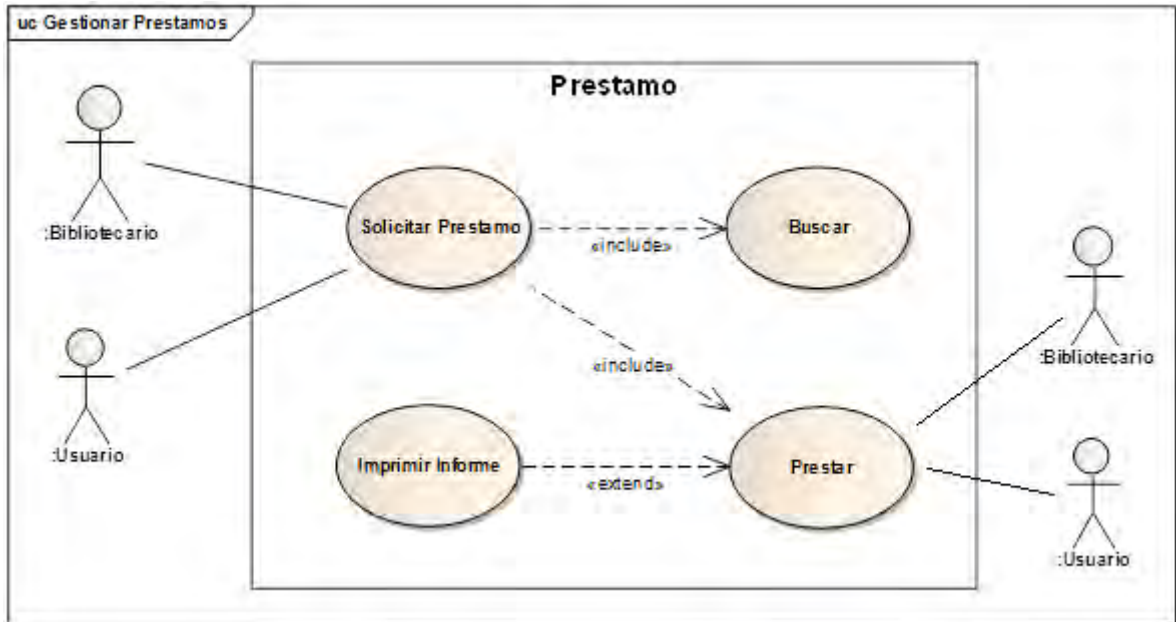 uc Gestionar Prestamos
Prestamo
:Bibliotecario
Solicitar Prestamo
«include»
Buscar
:Usuario
«include»
:Bibliotecario
Imprimir Informe
«extend»
Prestar
:Usuario